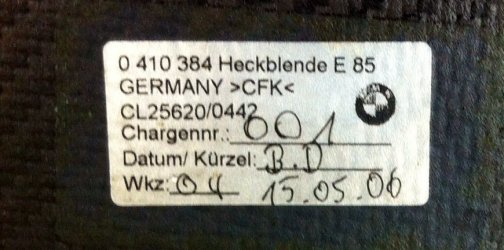 0 410 384 Heckblende E 85
GERMANY >CFK<
CL25620/0442
Chargennr.: 001
Datum/ Kürzel: B.D
Wkz: 04 15.05.06